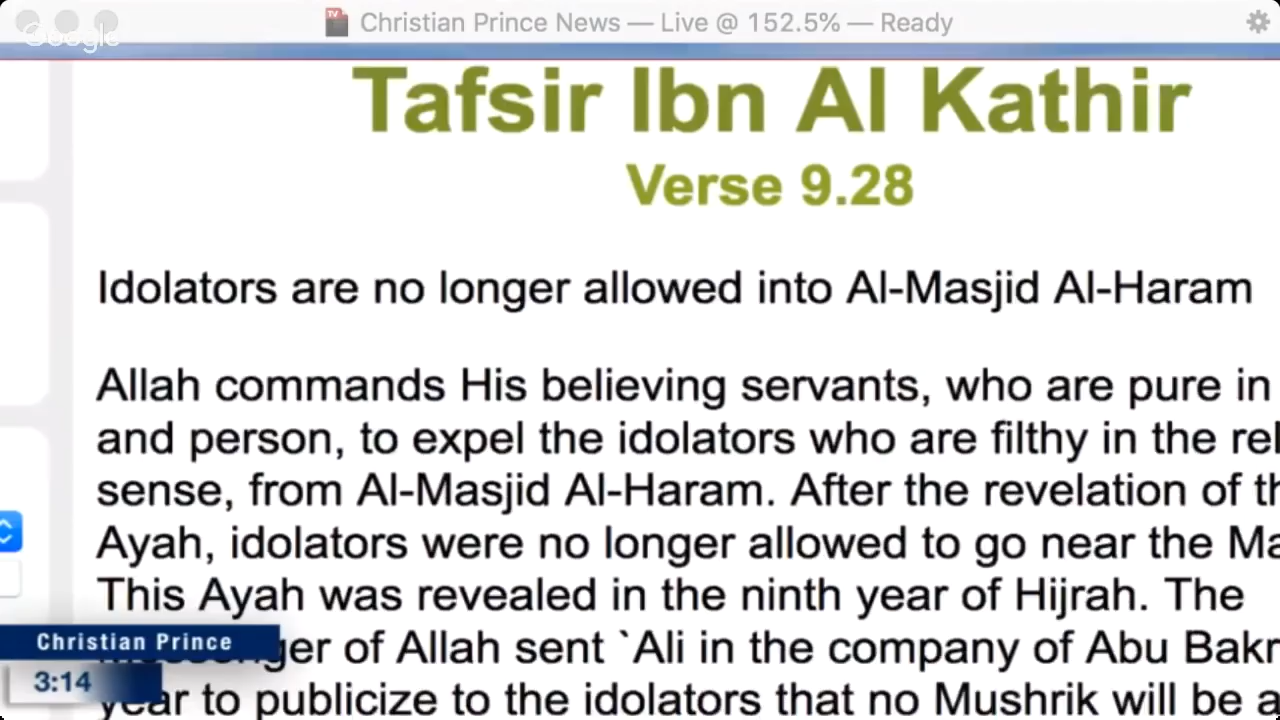 Christian Prince News — Live @ 152.5% — Ready
Google
Tafsir Ibn Al Kathir
Verse 9.28
Idolators are no longer allowed into Al-Masjid Al-Haram
Allah commands His believing servants, who are pure in
and person, to expel the idolators who are filthy in the rel
sense, from Al-Masjid Al-Haram. After the revelation of th
Ayah, idolators were no longer allowed to go near the Ma
This Ayah was revealed in the ninth year of Hijrah. The
of Allah sent `Ali in the company of Abu Bakr
year to publicize to the idolators that no Mushrik will be a
Christian Prince
3:14